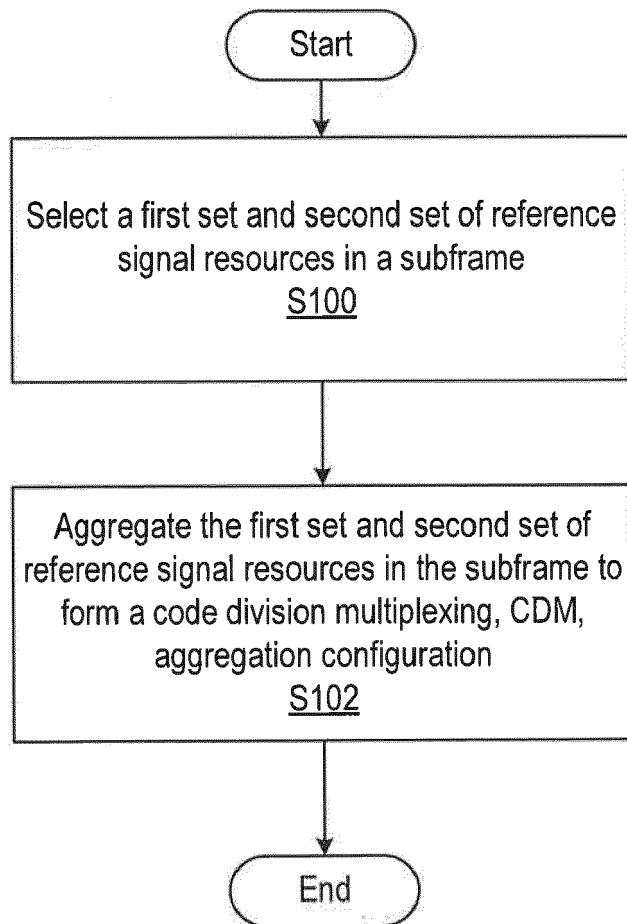 Start
Select a first set and second set of reference
signal resources in a subframe
S100
Aggregate the first set and second set of
reference signal resources in the subframe to
form a code division multiplexing, CDM,
aggregation configuration
S102
End